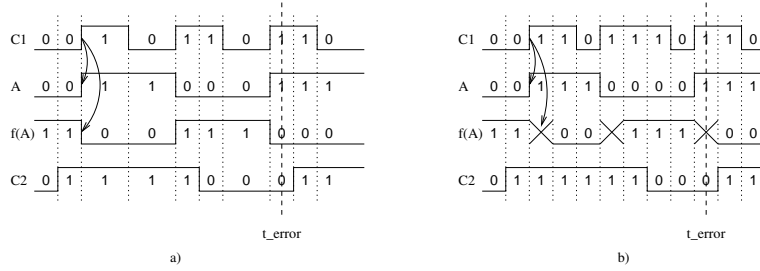 C1 0 0 1 0 1 1 0 1 1 0
A 0 0 1 1 0 0 0 1 1 1
f(A) 1 1 0 0 1 1 1 0 0 0
C2 0 1 1 1 1 0 0 0 1 1
t_error
a)
C1 0 0 1 1 0 1 1 1 0 1 1 0
A 0 0 1 1 1 0 0 0 0 1 1 1
f(A) 1 1 0 0 1 1 1 0 0
C2 0 1 1 1 1 1 1 0 0 0 1 1
t_error
b)